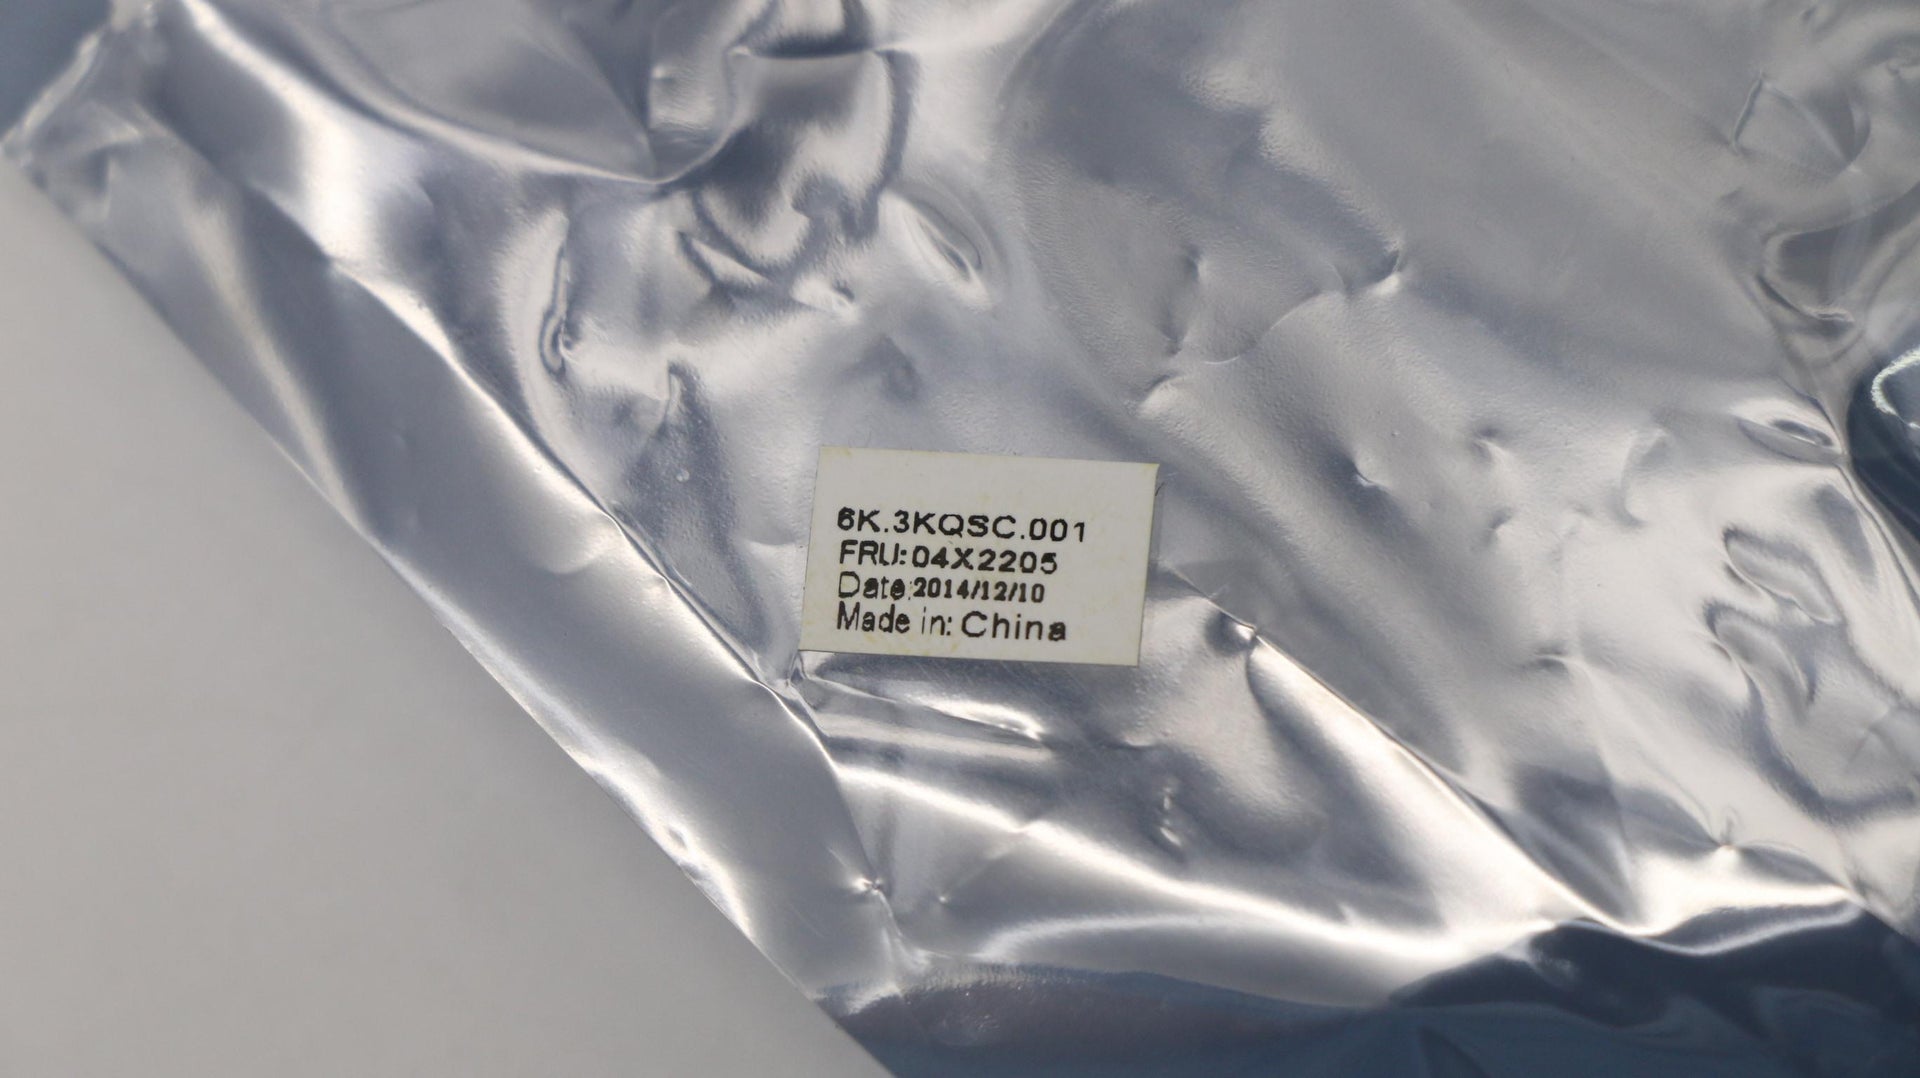 6K.3KQSC.001
FRU:04X2205
Date:2014/12/10
Made in: China